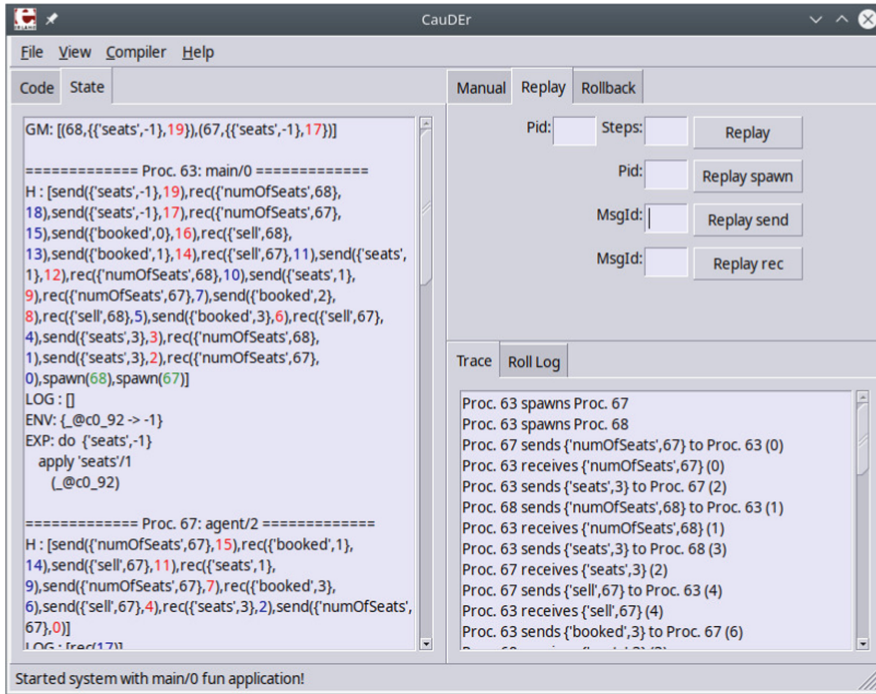 CauDEr
File View Compiler Help
Code State
GM: [(68,{{'seats',-1},19}),(67,{{'seats',-1},17})]
============= Proc. 63: main/0 =============
H : [send({'seats',-1},19),rec({'numOfSeats',68},
18),send({'seats',-1},17),rec({'numOfSeats',67},
15),send({'booked',0},16),rec({'sell',68},
13),send({'booked',1},14),rec({'sell',67},11),send({'seats',
1},12),rec({'numOfSeats',68},10),send({'seats',1},
9),rec({'numOfSeats',67},7),send({'booked',2},
8),rec({'sell',68},5),send({'booked',3},6),rec({'sell',67},
4),send({'seats',3},3),rec({'numOfSeats',68},
1),send({'seats',3},2),rec({'numOfSeats',67},
0),spawn(68),spawn(67)]
LOG : []
ENV: {_@c0_92 -> -1}
EXP: do {'seats',-1}
apply 'seats'/1
(_@c0_92)
============= Proc. 67: agent/2 =============
H : [send({'numOfSeats',67},15),rec({'booked',1},
14),send({'sell',67},11),rec({'seats',1},
9),send({'numOfSeats',67},7),rec({'booked',3},
6),send({'sell',67},4),rec({'seats',3},2),send({'numOfSeats',
67},0)]
LOG : [rec(17)]
Manual Replay Rollback
Pid: Steps: Replay
Pid: Replay spawn
MsgId: Replay send
MsgId: Replay rec
Trace Roll Log
Proc. 63 spawns Proc. 67
Proc. 63 spawns Proc. 68
Proc. 67 sends {'numOfSeats',67} to Proc. 63 (0)
Proc. 63 receives {'numOfSeats',67} (0)
Proc. 63 sends {'seats',3} to Proc. 67 (2)
Proc. 68 sends {'numOfSeats',68} to Proc. 63 (1)
Proc. 63 receives {'numOfSeats',68} (1)
Proc. 63 sends {'seats',3} to Proc. 68 (3)
Proc. 67 receives {'seats',3} (2)
Proc. 67 sends {'sell',67} to Proc. 63 (4)
Proc. 63 receives {'sell',67} (4)
Proc. 63 sends {'booked',3} to Proc. 67 (6)
Started system with main/0 fun application!